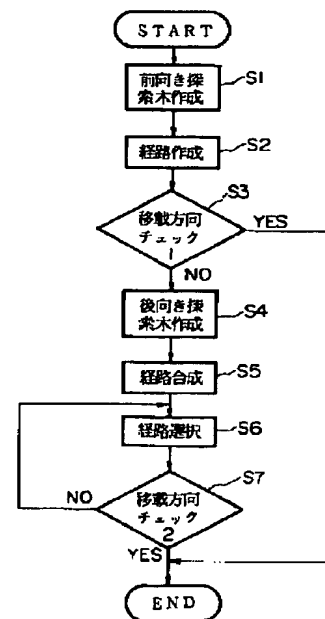 START
前向き探
索木作成
S1
経路作成
S2
S3
移載方向
チェック
1
YES
NO
後向き探
索木作成
S4
経路合成
S5
経路選択
S6
S7
移載方向
チェック
2
NO
YES
END